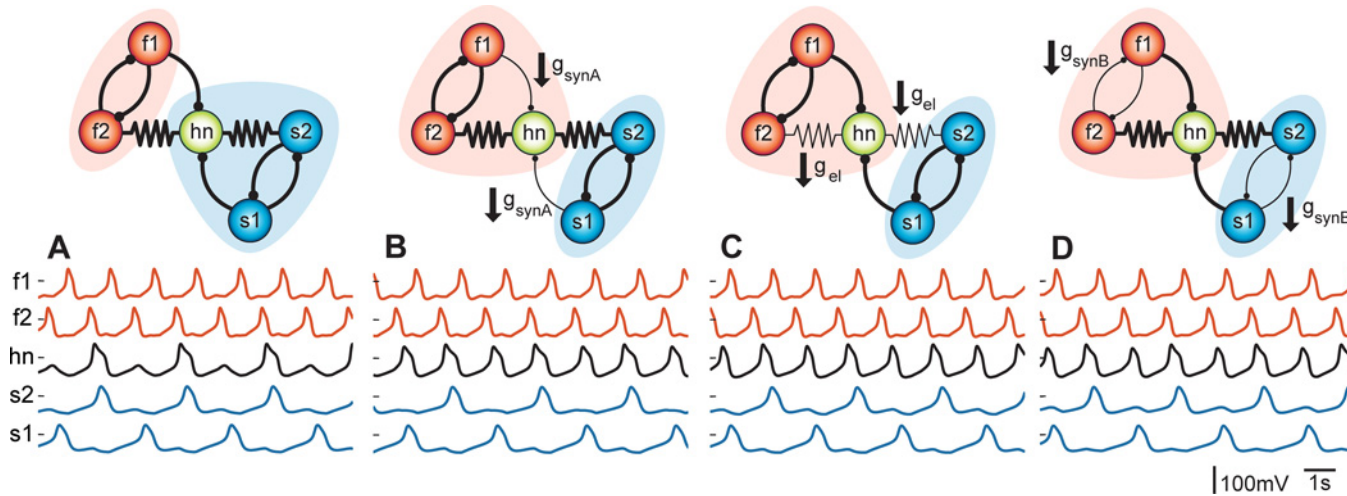 f1
f2
hn
s2
s1
f1
g_synA
f2
hn
s2
g_synA
s1
f1
g_el
f2
hn
s2
g_el
s1
f1
g_synB
f2
hn
s2
s1
g_synB
A
B
C
D
f1
f2
hn
s2
s1
100mV
1s